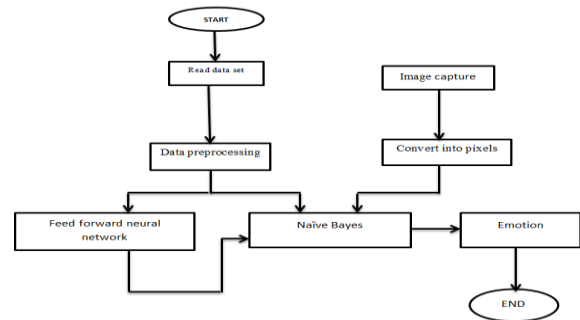 START
Read data set
Image capture
Data preprocessing
Convert into pixels
Feed forward neural
network
Naïve Bayes
Emotion
END